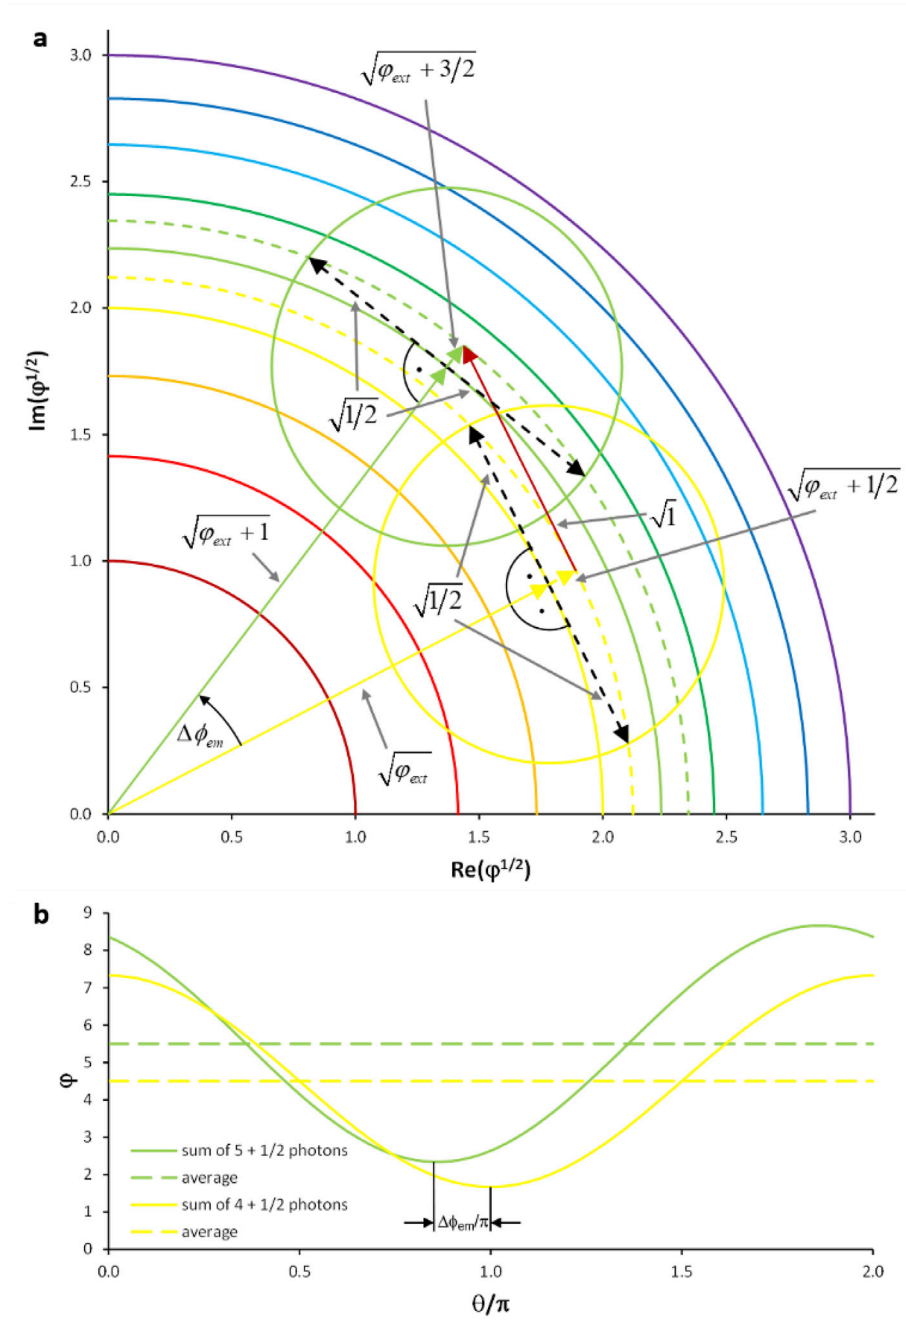 a
√(φext + 3/2)
3.0
2.5
2.0
1.5
1.0
0.5
0.0
Im(φ1/2)
√1/2
√(φext + 1/2)
√1
√(φext + 1)
√1/2
Δϕem
√φext
0.0 0.5 1.0 1.5 2.0 2.5 3.0
Re(φ1/2)
b
9
8
7
6
5
4
3
2
1
0
φ
sum of 5 + 1/2 photons
average
sum of 4 + 1/2 photons
average
Δϕem/π
0.0 0.5 1.0 1.5 2.0
θ/π